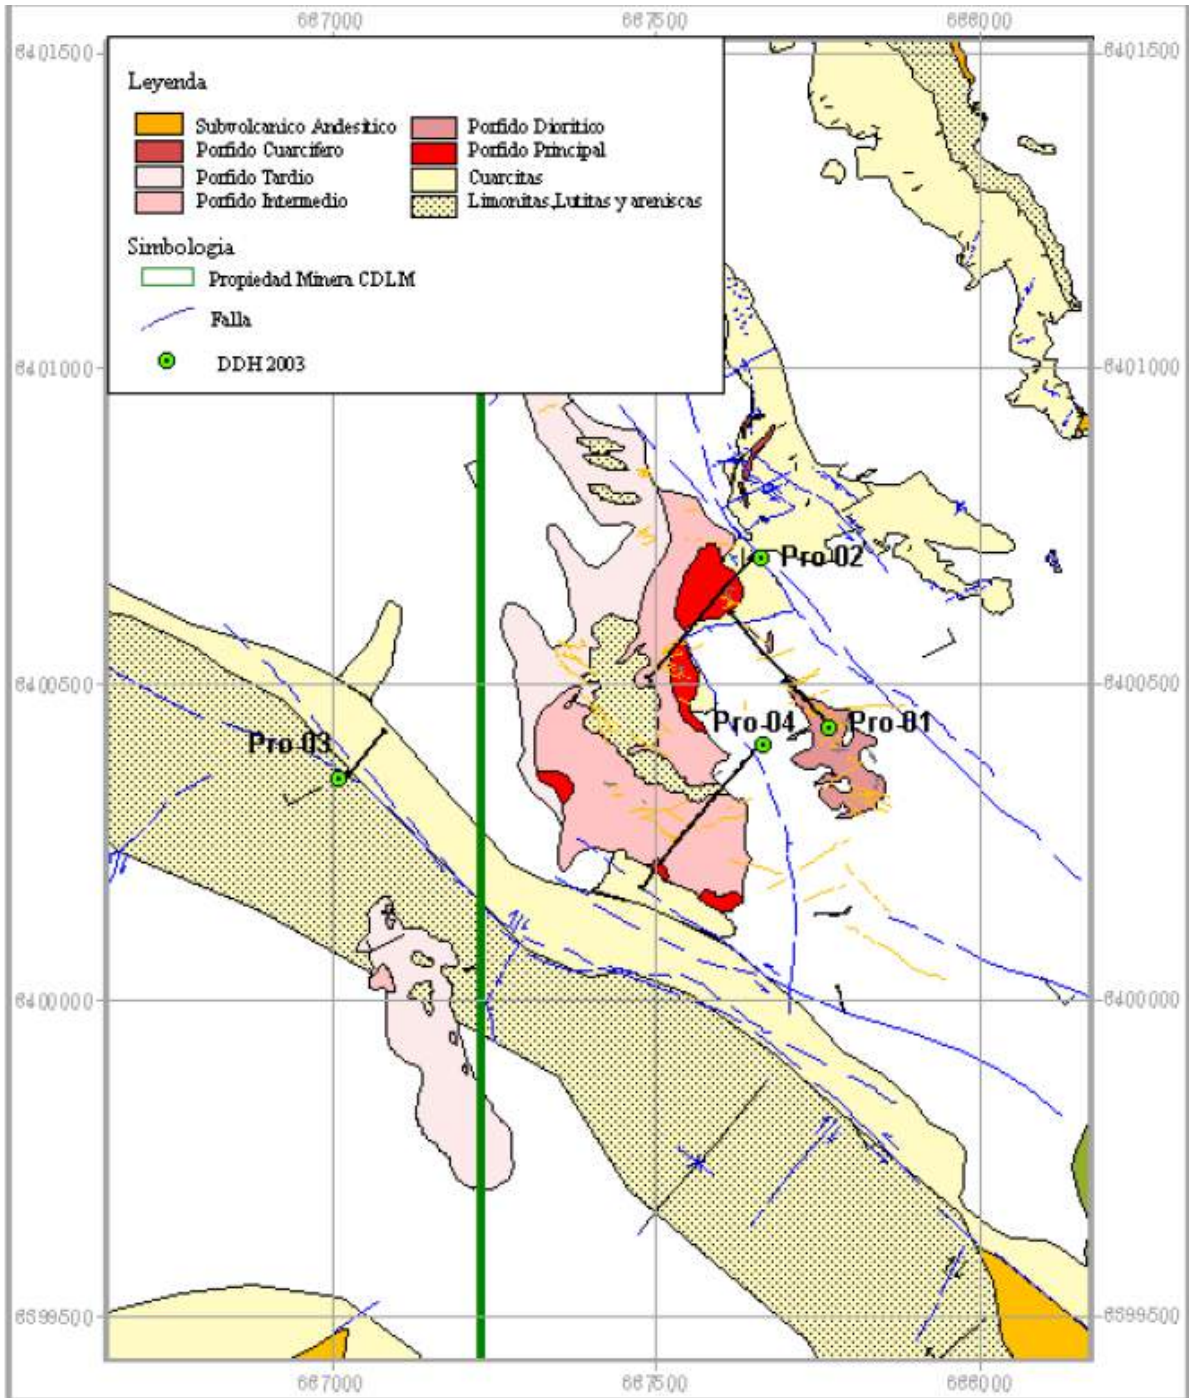 667000 667500 668000
6401500 6401500
Leyenda
Subvolcanico Andesitico Porfido Dioritico
Porfido Cuarcifero Porfido Principal
Porfido Tardio Cuarcitas
Porfido Intermedio Limonitas,Lutitas y areniscas
Simbologia
Propiedad Minera CDLM
Falla
DDH 2003
6401000 6401000
Pro-02
6400500 6400500
Pro-03 Pro-04 Pro-01
6400000 6400000
6399500 6399500
667000 667500 668000